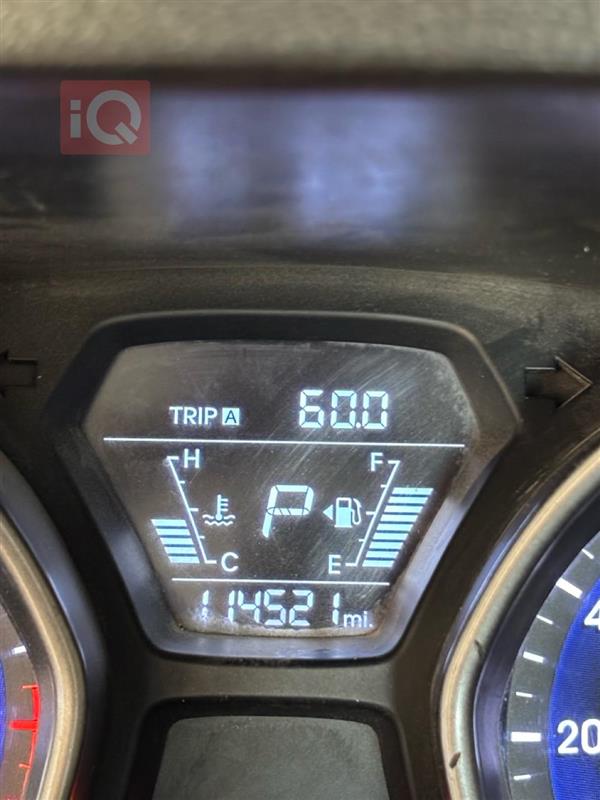 iQ
TRIP A 60.0
H F
P
C E
114521 mi.
4
20